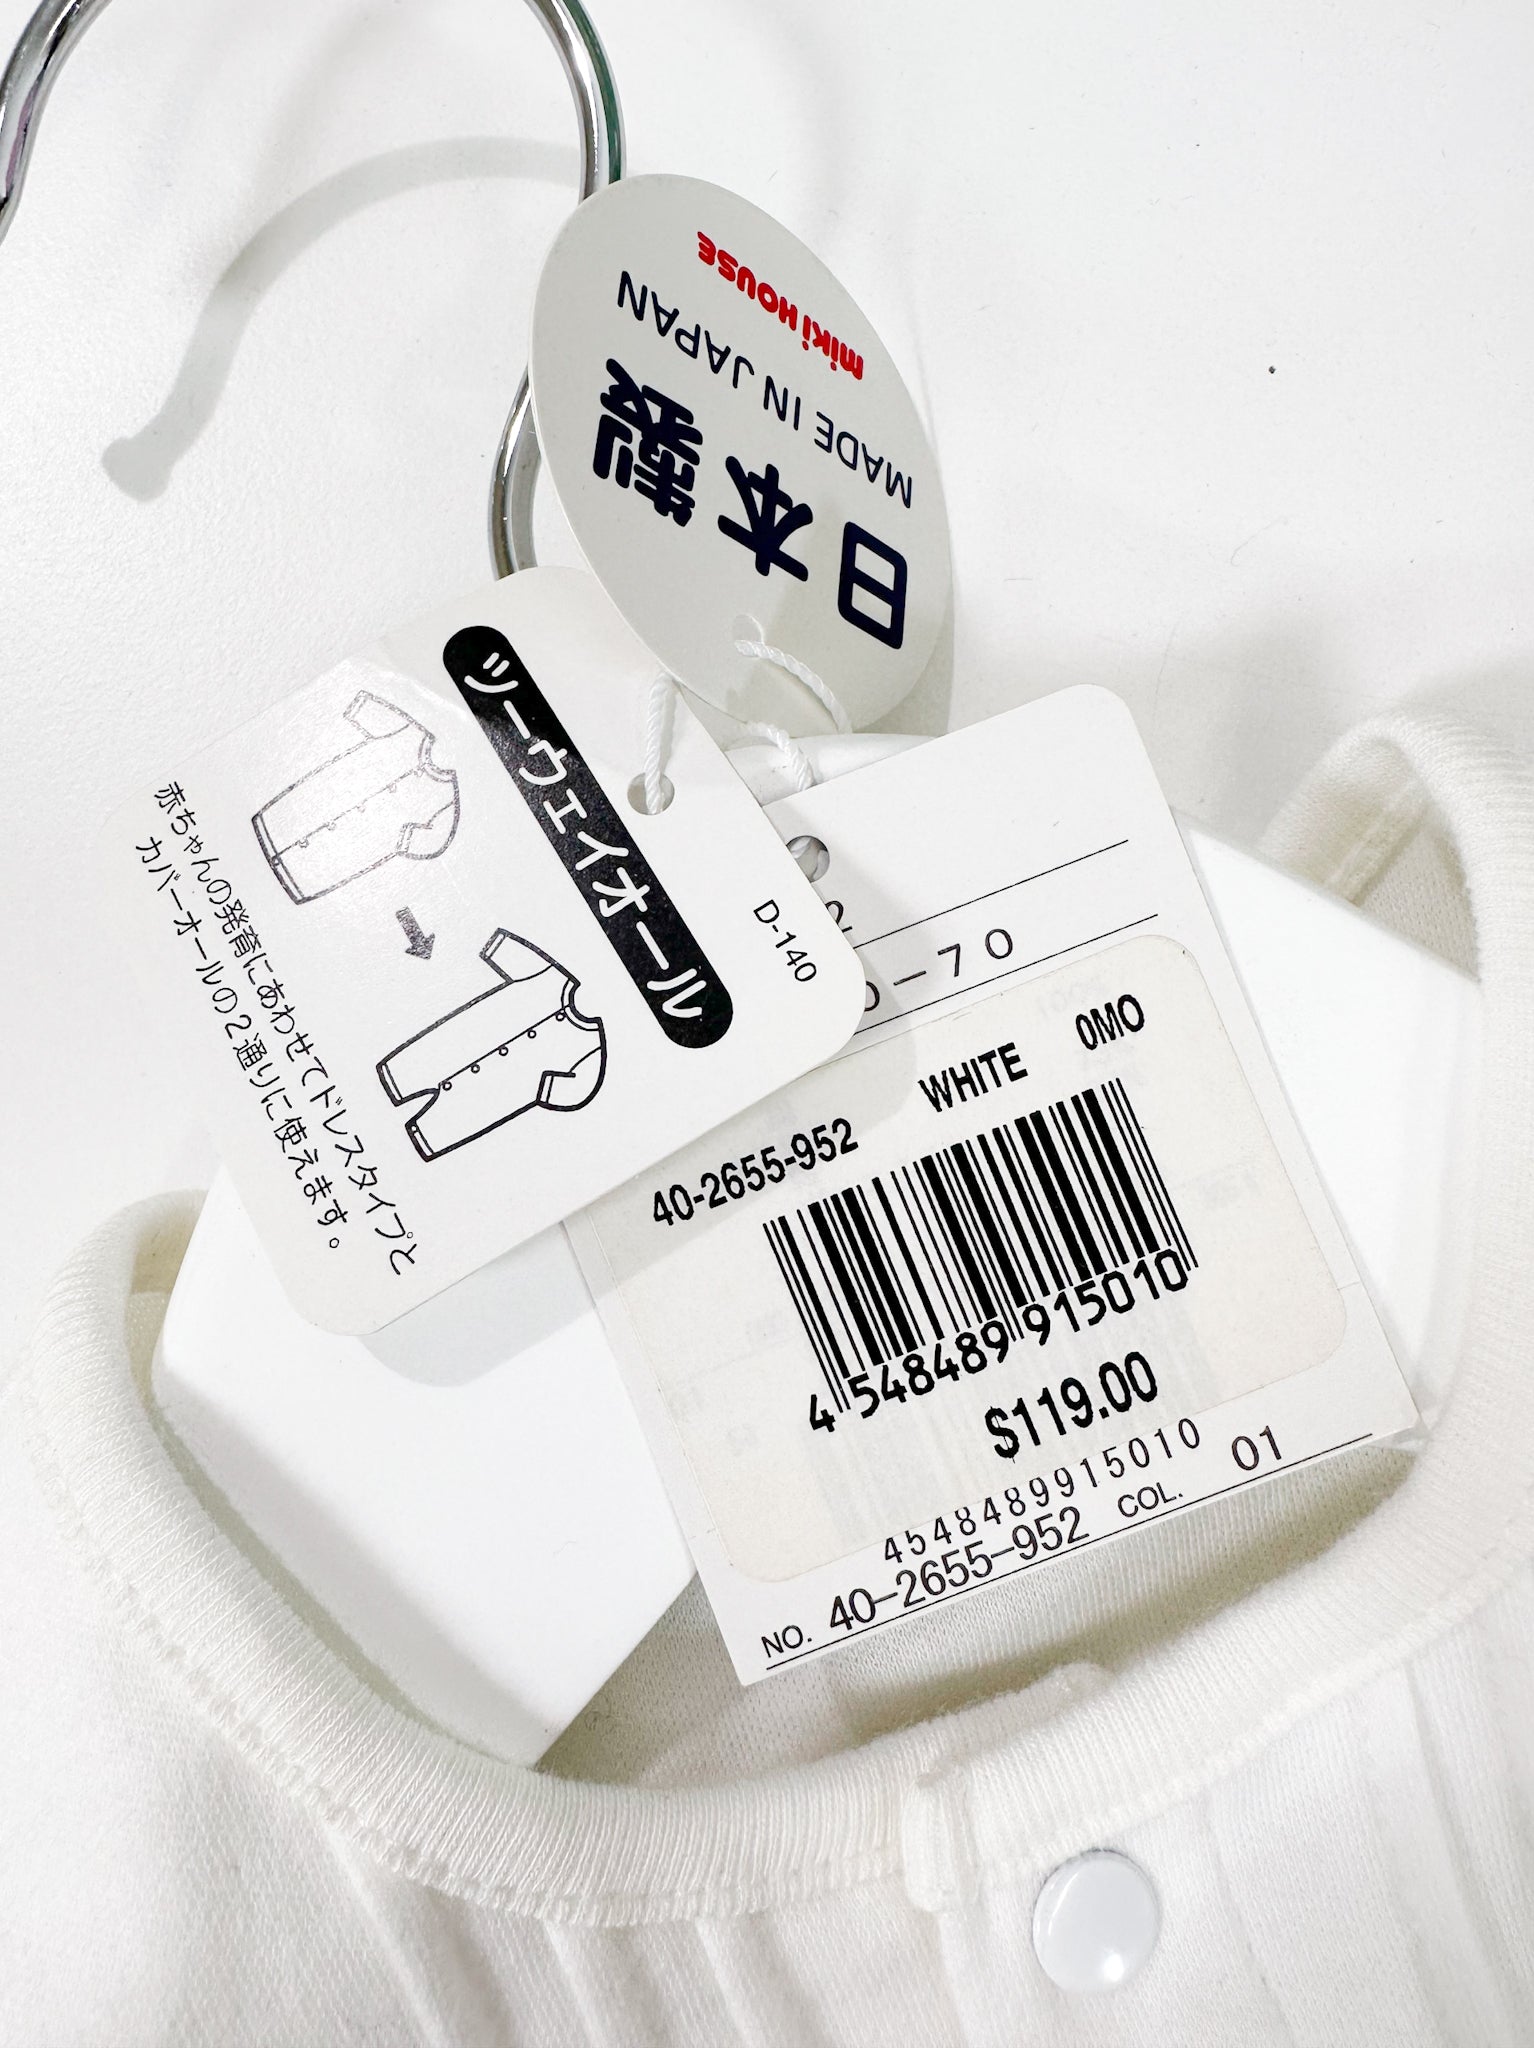 miki HOUSE
MADE IN JAPAN
日本製
ツーウェイオール
赤ちゃんの発育にあわせてドレスタイプと
カバーオールの2通りに使えます。
D-140
-70
40-2655-952 WHITE 0MO
4 548489 915010
$119.00
4548489915010
NO. 40-2655-952 COL. 01